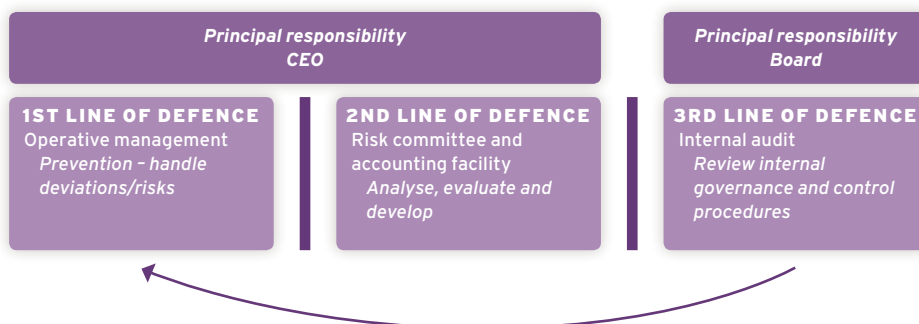 Principal responsibility
CEO
Principal responsibility
Board
1ST LINE OF DEFENCE
Operative management
Prevention – handle
deviations/risks
2ND LINE OF DEFENCE
Risk committee and
accounting facility
Analyse, evaluate and
develop
3RD LINE OF DEFENCE
Internal audit
Review internal
governance and control
procedures